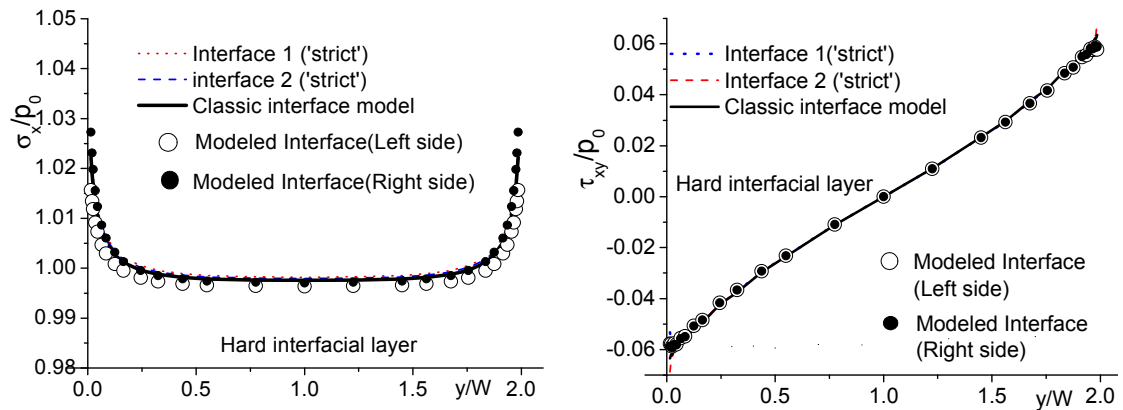 1.05
1.04
1.03
1.02
1.01
1.00
0.99
0.98
σx/p0
Interface 1 ('strict')
interface 2 ('strict')
Classic interface model
Modeled Interface(Left side)
Modeled Interface(Right side)
Hard interfacial layer
0.0 0.5 1.0 1.5 y/W 2.0
0.06
0.04
0.02
0.00
-0.02
-0.04
-0.06
τxy/p0
Interface 1('strict')
Interface 2 ('strict')
Classic interface model
Hard interfacial layer
Modeled Interface
(Left side)
Modeled Interface
(Right side)
0.0 0.5 1.0 1.5 y/W 2.0